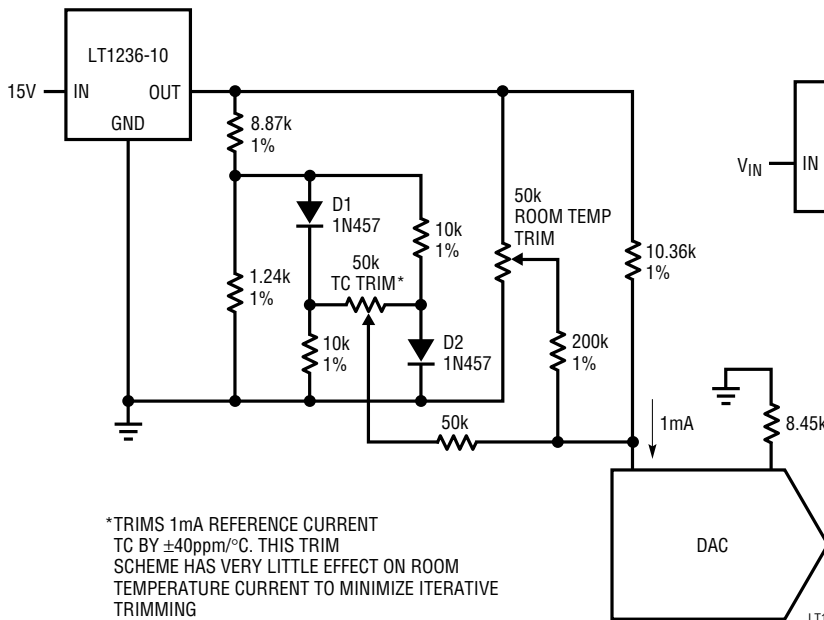 LT1236-10
15V
IN
OUT
GND
8.87k
1%
D1
1N457
10k
1%
50k
ROOM TEMP
TRIM
VIN
IN
50k
TC TRIM*
10.36k
1%
1.24k
1%
10k
1%
D2
1N457
200k
1%
50k
1mA
8.45k
DAC
*TRIMS 1mA REFERENCE CURRENT
TC BY ±40ppm/°C. THIS TRIM
SCHEME HAS VERY LITTLE EFFECT ON ROOM
TEMPERATURE CURRENT TO MINIMIZE ITERATIVE
TRIMMING